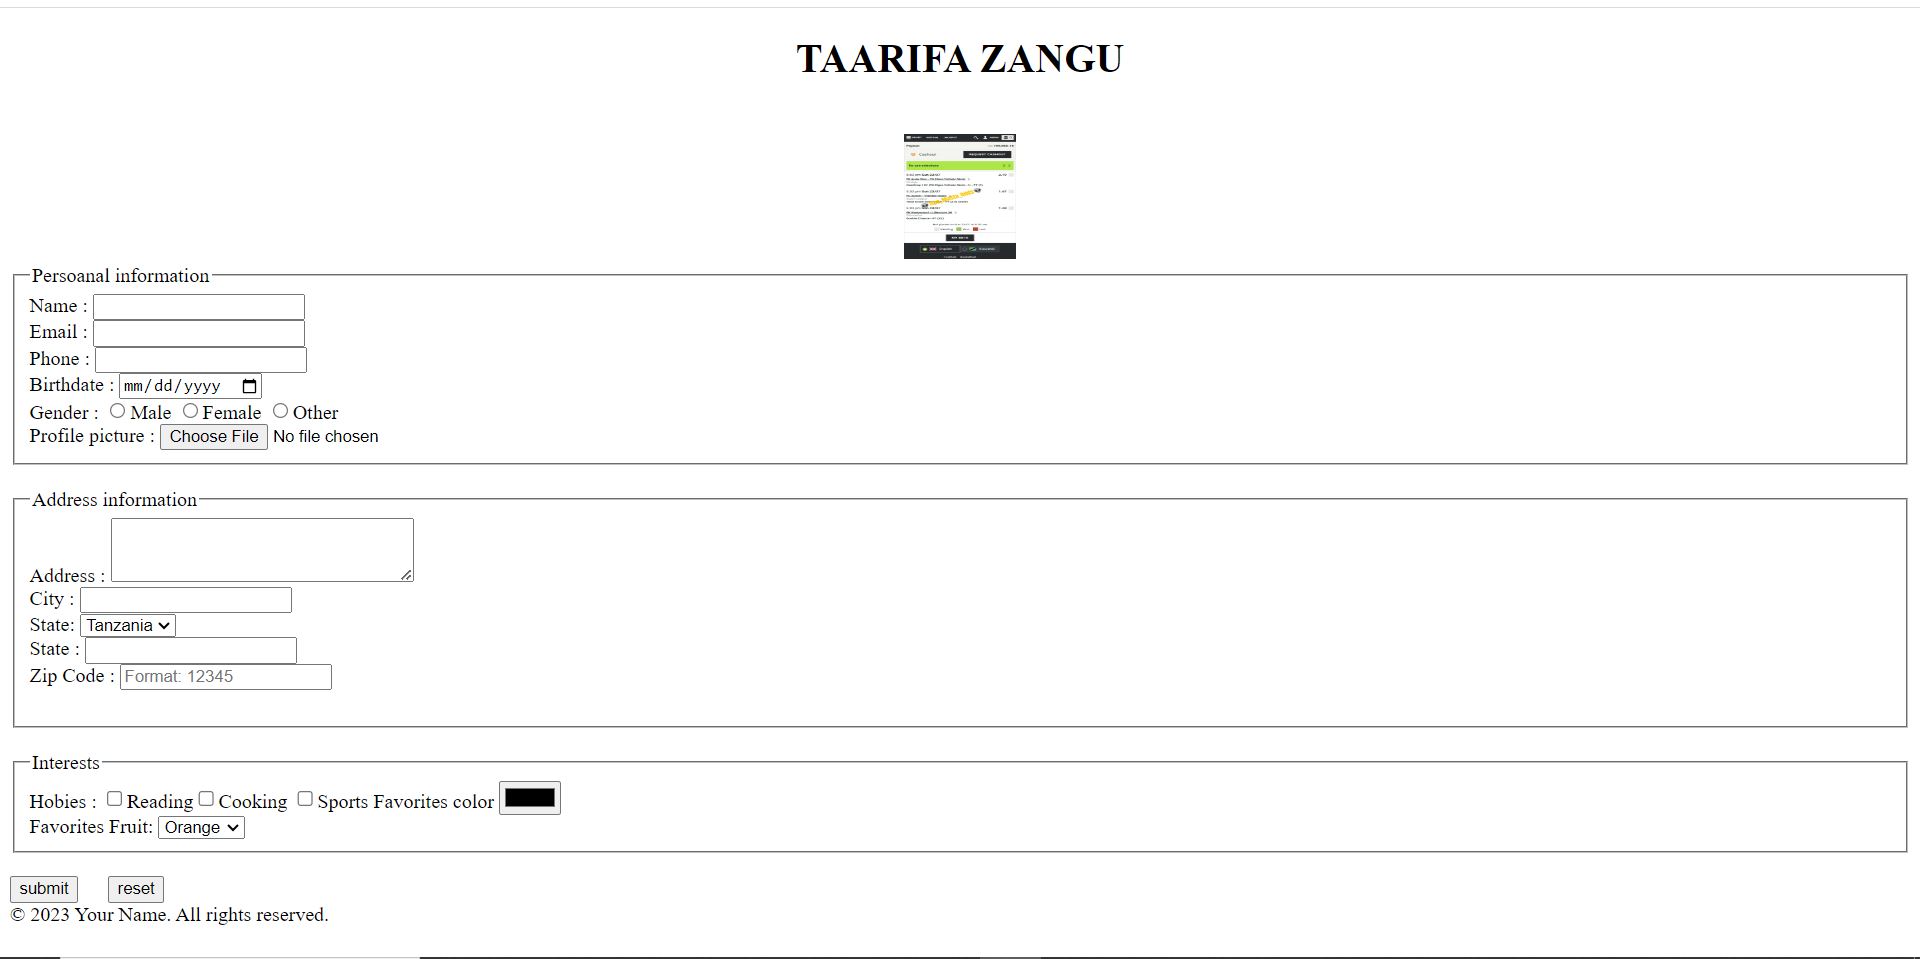 TAARIFA ZANGU
REQUEST CASHOUT
Persoanal information
Name :
Email :
Phone :
Birthdate : mm/dd/yyyy
Gender : Male Female Other
Profile picture : Choose File No file chosen
Address information
Address :
City :
State: Tanzania
State :
Zip Code : Format: 12345
Interests
Hobies : Reading Cooking Sports Favorites color
Favorites Fruit: Orange
submit reset
© 2023 Your Name. All rights reserved.